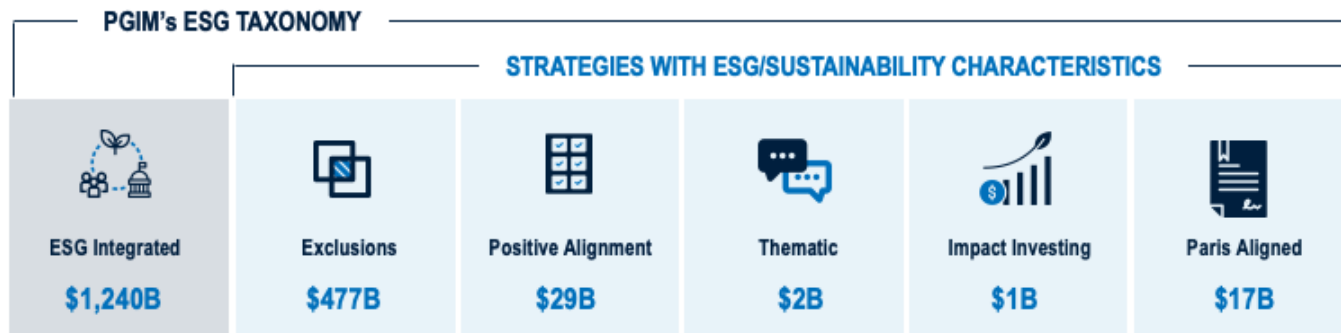 PGIM's ESG TAXONOMY
STRATEGIES WITH ESG/SUSTAINABILITY CHARACTERISTICS
ESG Integrated
$1,240B
Exclusions
$477B
Positive Alignment
$29B
Thematic
$2B
Impact Investing
$1B
Paris Aligned
$17B